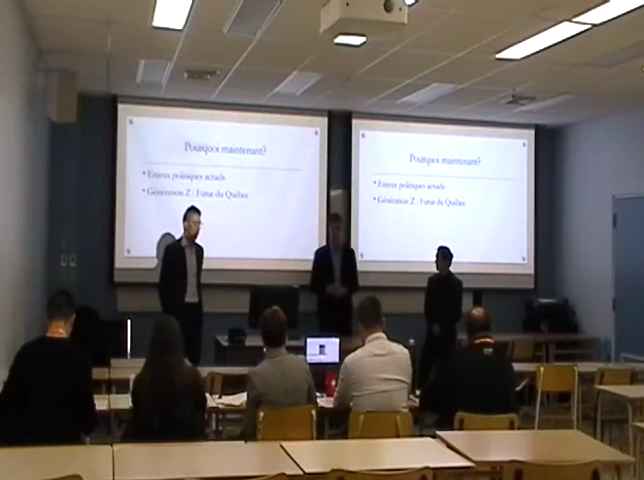 Pourquoi maintenant?
• Enjeux politiques actuels
• Génération Z : Futur du Québec
Pourquoi maintenant?
• Enjeux politiques actuels
• Génération Z : Futur du Québec